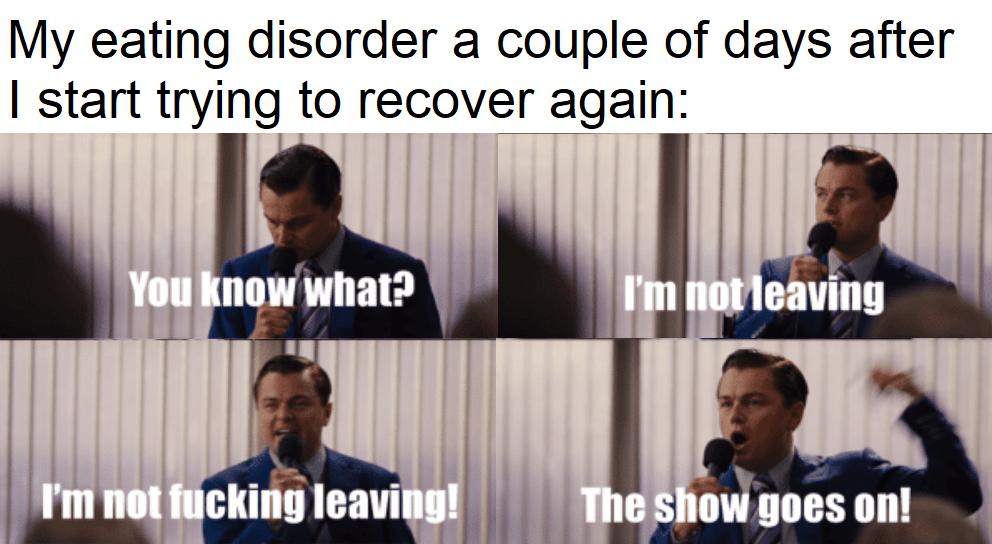 My eating disorder a couple of days after
I start trying to recover again:
You know what?
I'm not leaving
I'm not fucking leaving!
The show goes on!